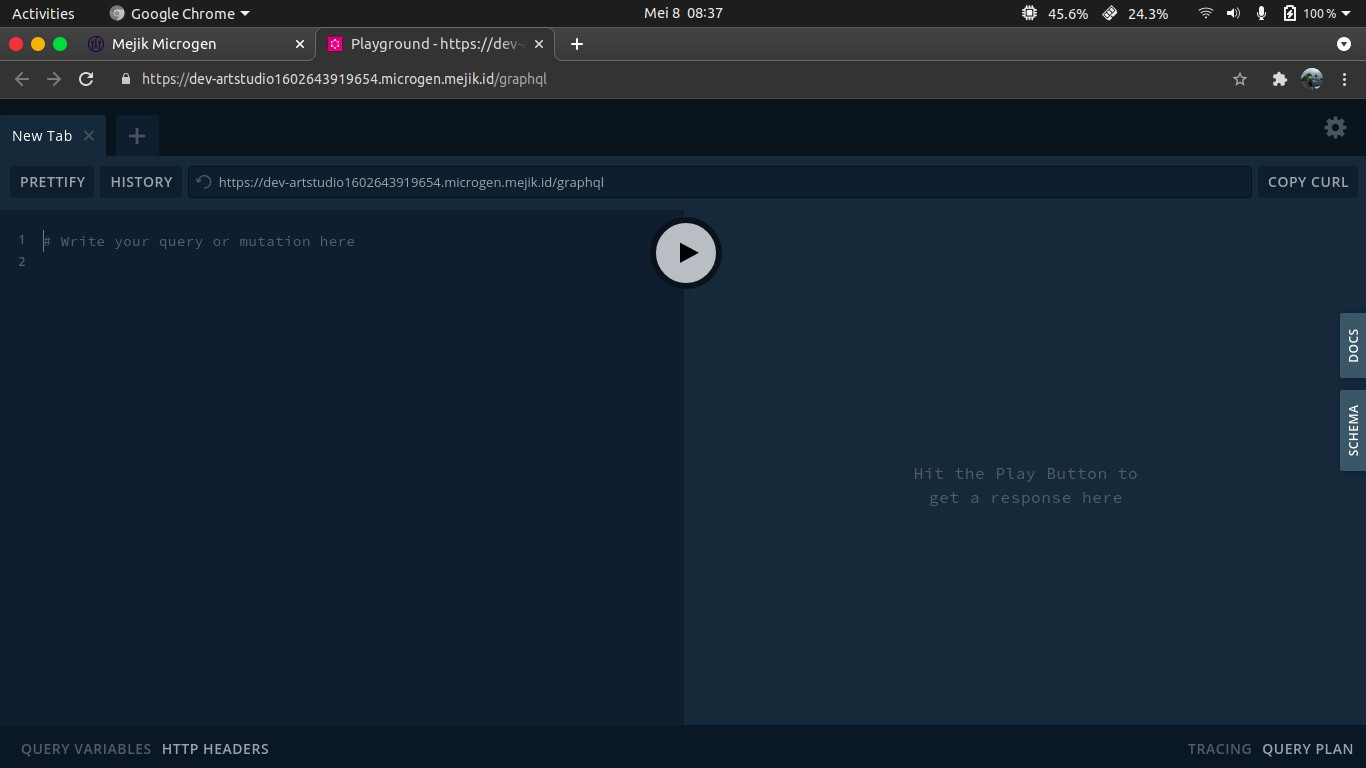 Activities Google Chrome Mei 8 08:37 45.6% 24.3% 100 %
Mejik Microgen Playground - https://dev-
https://dev-artstudio1602643919654.microgen.mejik.id/graphql
New Tab
PRETTIFY HISTORY https://dev-artstudio1602643919654.microgen.mejik.id/graphql COPY CURL
1 # Write your query or mutation here
2
DOCS
SCHEMA
Hit the Play Button to
get a response here
QUERY VARIABLES HTTP HEADERS TRACING QUERY PLAN